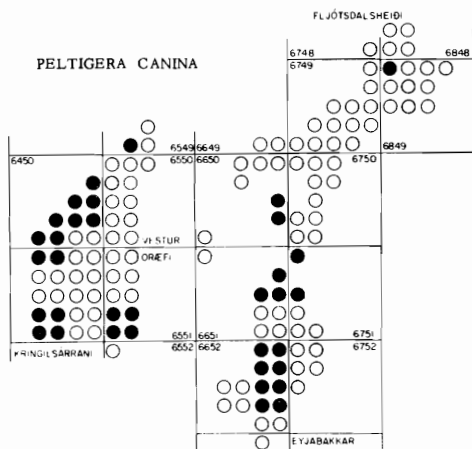 FLJÓTSDALSHEIÐI
6748 6848
6749
PELTIGERA CANINA
6549 6649 6849
6450 6550 6650 6750
VESTUR
ÖRÆFI
6551 6651 6751
KRINGILSÁRRANI 6552 6652 6752
EYJABAKKAR